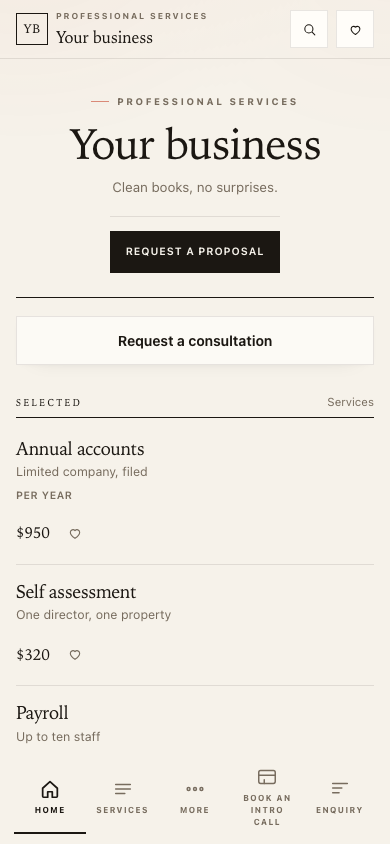 YB
PROFESSIONAL SERVICES
Your business
PROFESSIONAL SERVICES
Your business
Clean books, no surprises.
REQUEST A PROPOSAL
Request a consultation
SELECTED
Services
Annual accounts
Limited company, filed
PER YEAR
$950
Self assessment
One director, one property
$320
Payroll
Up to ten staff
HOME
SERVICES
MORE
BOOK AN
INTRO
CALL
ENQUIRY